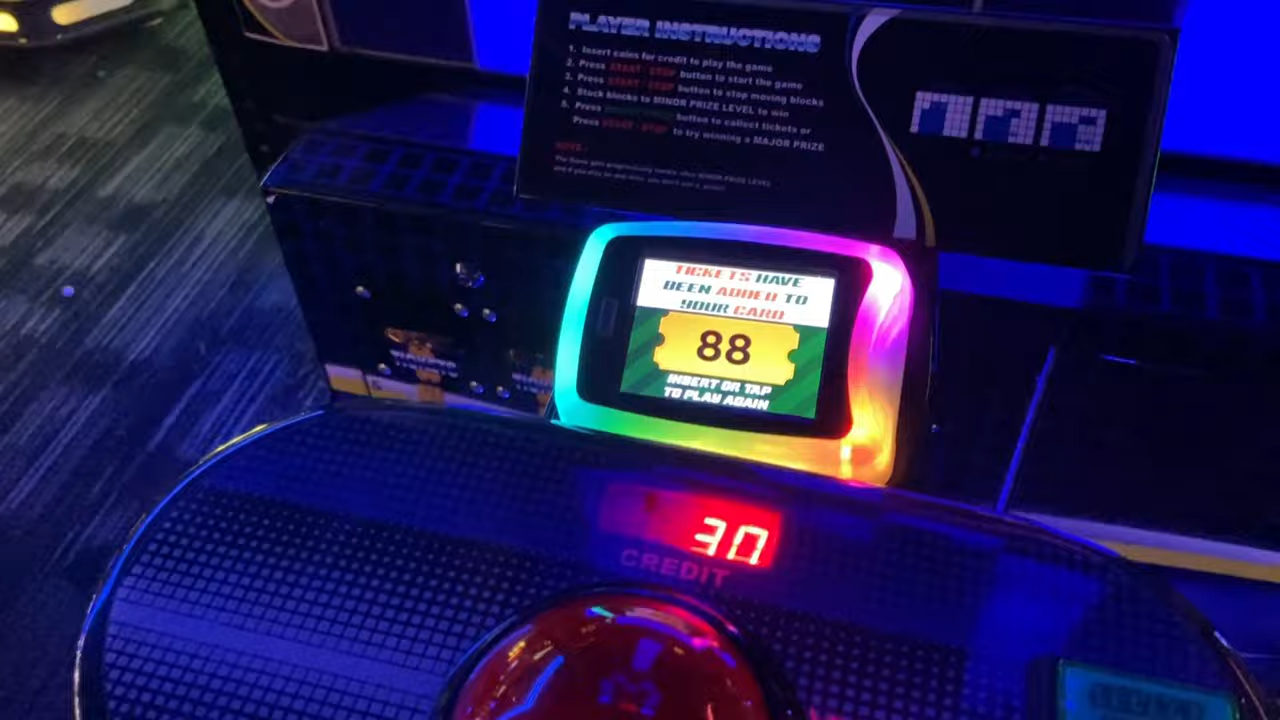 PLAYER INSTRUCTIONS
1. Insert coins for credit to play the game
2. Press START-STOP button to start the game
3. Press START-STOP button to stop moving blocks
4. Stack blocks to MINOR PRIZE LEVEL to win
5. Press button to collect tickets or
Press START-STOP to try winning a MAJOR PRIZE
NOTE:
TICKETS HAVE
BEEN ADDED TO
YOUR CARD
88
INSERT OR TAP
TO PLAY AGAIN
30
CREDIT